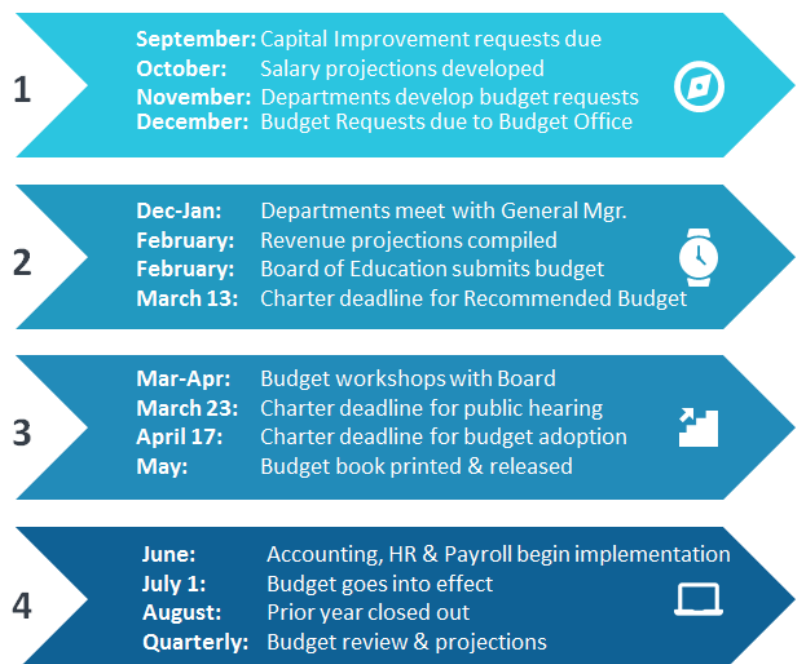 1
September: Capital Improvement requests due
October: Salary projections developed
November: Departments develop budget requests
December: Budget Requests due to Budget Office
2
Dec-Jan: Departments meet with General Mgr.
February: Revenue projections compiled
February: Board of Education submits budget
March 13: Charter deadline for Recommended Budget
3
Mar-Apr: Budget workshops with Board
March 23: Charter deadline for public hearing
April 17: Charter deadline for budget adoption
May: Budget book printed & released
4
June: Accounting, HR & Payroll begin implementation
July 1: Budget goes into effect
August: Prior year closed out
Quarterly: Budget review & projections